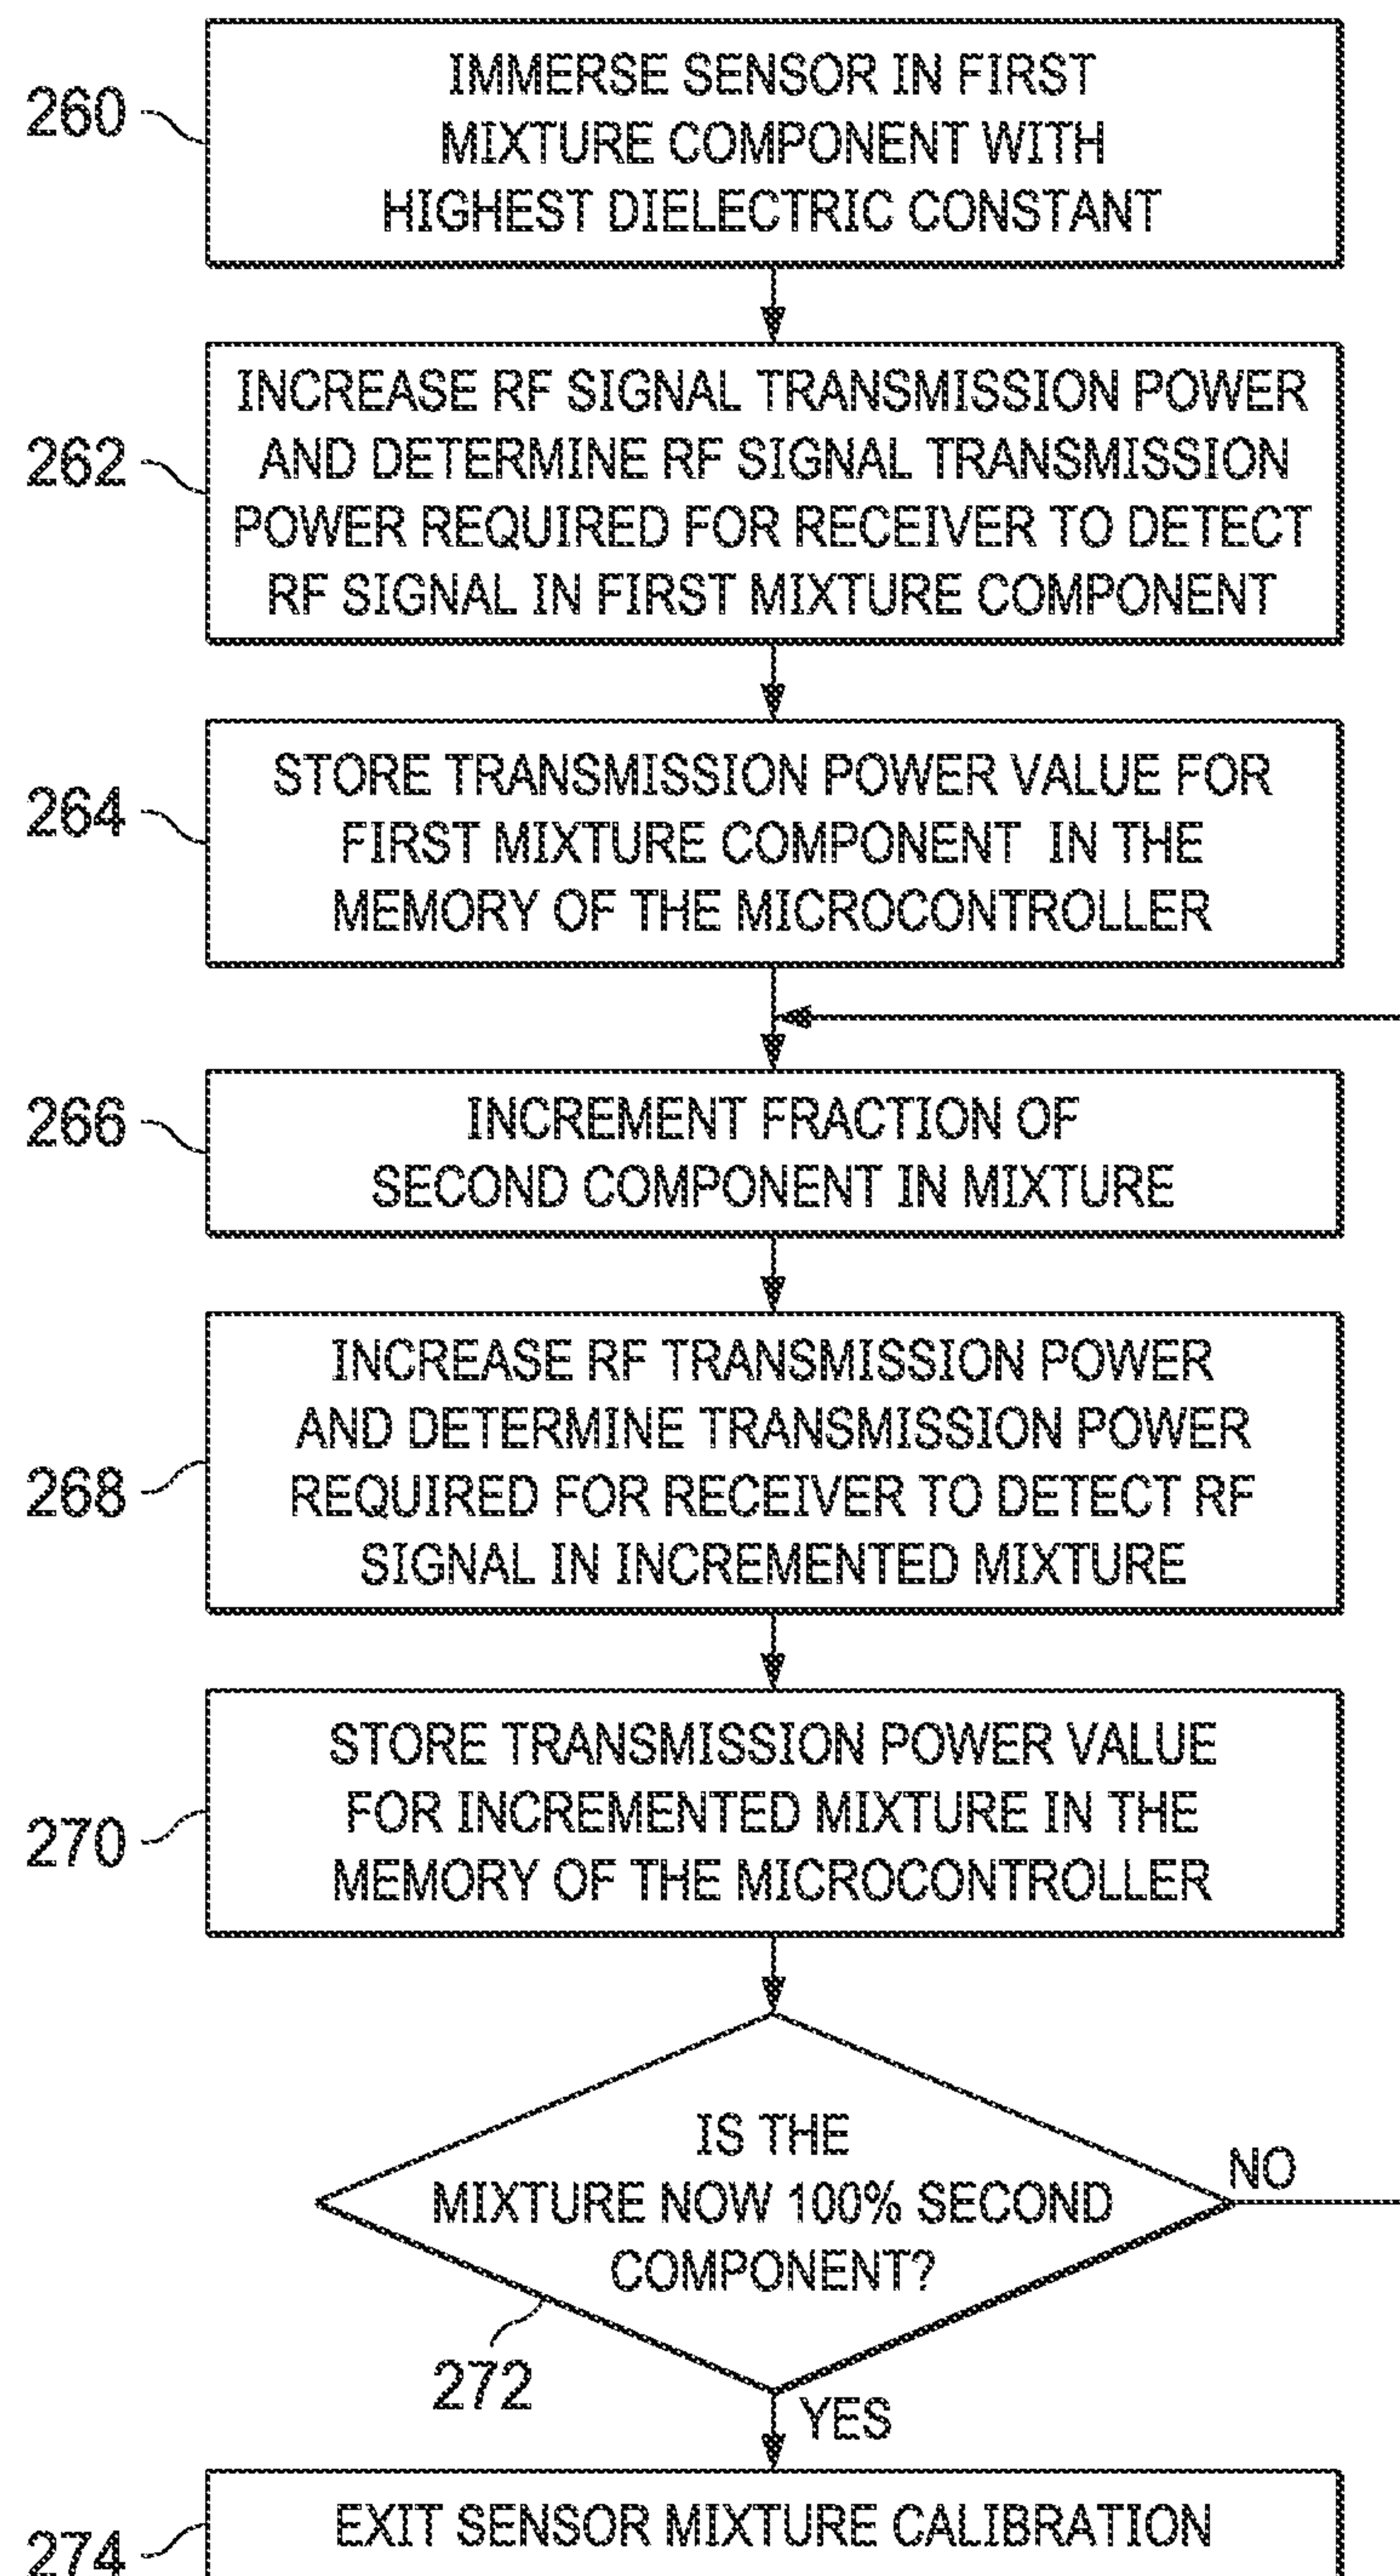 260
IMMERSE SENSOR IN FIRST
MIXTURE COMPONENT WITH
HIGHEST DIELECTRIC CONSTANT
262
INCREASE RF SIGNAL TRANSMISSION POWER
AND DETERMINE RF SIGNAL TRANSMISSION
POWER REQUIRED FOR RECEIVER TO DETECT
RF SIGNAL IN FIRST MIXTURE COMPONENT
264
STORE TRANSMISSION POWER VALUE FOR
FIRST MIXTURE COMPONENT IN THE
MEMORY OF THE MICROCONTROLLER
266
INCREMENT FRACTION OF
SECOND COMPONENT IN MIXTURE
268
INCREASE RF TRANSMISSION POWER
AND DETERMINE TRANSMISSION POWER
REQUIRED FOR RECEIVER TO DETECT RF
SIGNAL IN INCREMENTED MIXTURE
270
STORE TRANSMISSION POWER VALUE
FOR INCREMENTED MIXTURE IN THE
MEMORY OF THE MICROCONTROLLER
IS THE
MIXTURE NOW 100% SECOND
COMPONENT?
NO
272
YES
274
EXIT SENSOR MIXTURE CALIBRATION